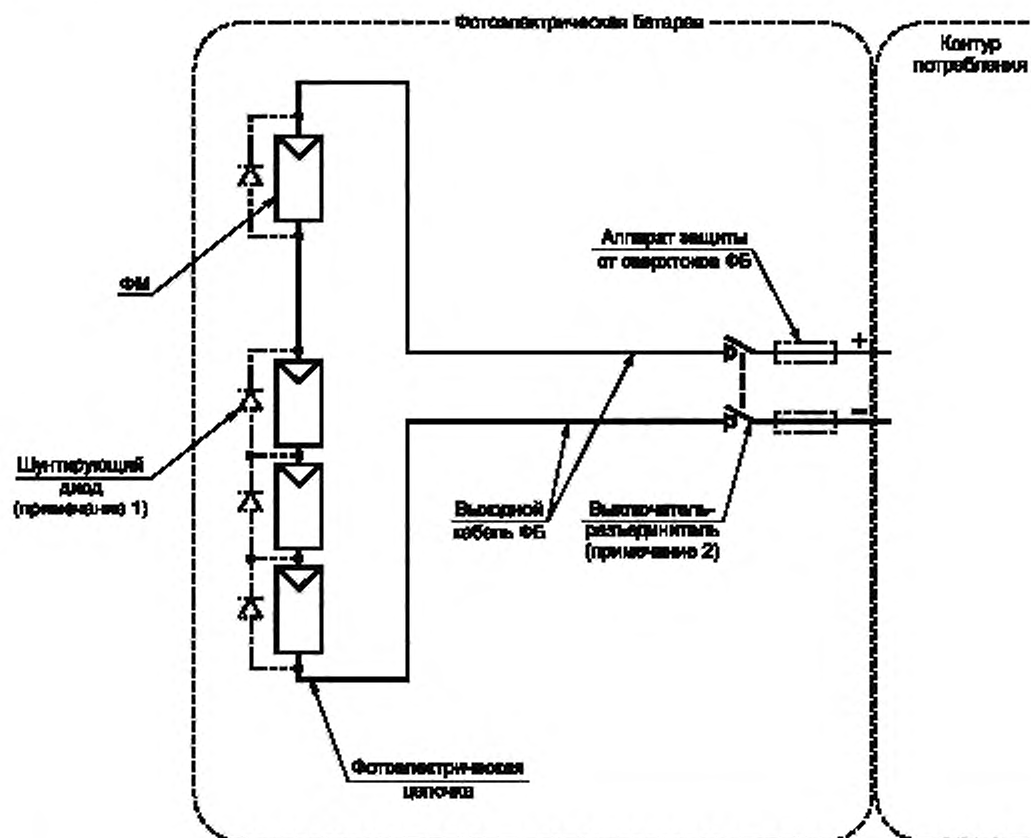 Фотоэлектрическая батарея
Контур
потребления
Аппарат защиты
от сверхтоков ФБ
ФМ
+
−
Шунтирующий
диод
(примечание 1)
Выходной
кабель ФБ
Выключатель-
разъединитель
(примечание 2)
Фотоэлектрическая
цепочка